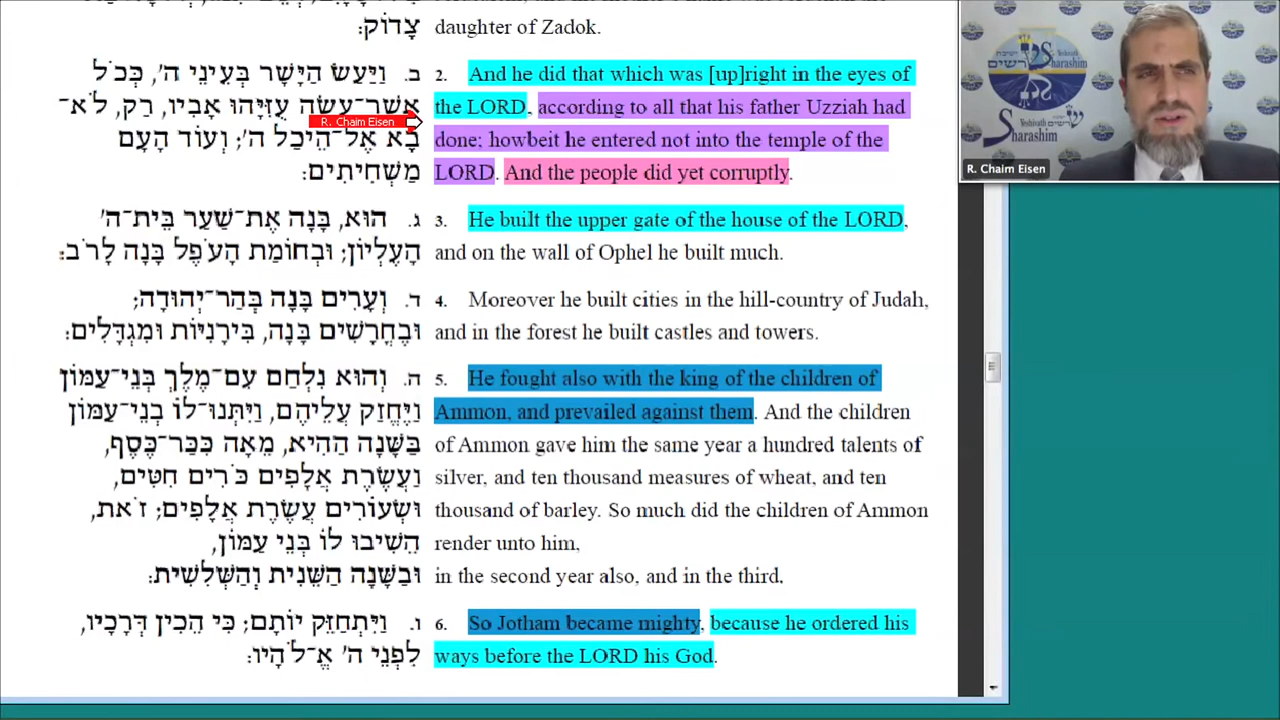 צָדוֹק:
daughter of Zadok.
ב. וַיַּעַשׂ הַיָּשָׁר בְּעֵינֵי ה', כְּכֹל
אֲשֶׁר־עָשָׂה עֻזִּיָּהוּ אָבִיו, רַק, לֹא־
בָא אֶל־הֵיכַל ה'; וְעוֹד הָעָם
מַשְׁחִיתִים:
2. And he did that which was [up]right in the eyes of
the LORD, according to all that his father Uzziah had
done; howbeit he entered not into the temple of the
LORD. And the people did yet corruptly.
R. Chaim Eisen
ג. הוּא, בָּנָה אֶת־שַׁעַר בֵּית־ה'
הָעֶלְיוֹן; וּבְחוֹמַת הָעֹפֶל בָּנָה לָרֹב:
3. He built the upper gate of the house of the LORD,
and on the wall of Ophel he built much.
ד. וְעָרִים בָּנָה בְּהַר־יְהוּדָה;
וּבֶחֳרָשִׁים בָּנָה, בִּירָנִיּוֹת וּמִגְדָּלִים:
4. Moreover he built cities in the hill-country of Judah,
and in the forest he built castles and towers.
ה. וְהוּא נִלְחַם עִם־מֶלֶךְ בְּנֵי־עַמּוֹן
וַיֶּחֱזַק עֲלֵיהֶם, וַיִּתְּנוּ־לוֹ בְנֵי־עַמּוֹן
בַּשָּׁנָה הַהִיא, מֵאָה כִּכַּר־כֶּסֶף,
וַעֲשֶׂרֶת אֲלָפִים כֹּרִים חִטִּים,
וּשְׂעוֹרִים עֲשֶׂרֶת אֲלָפִים; זֹאת,
הֵשִׁיבוּ לוֹ בְּנֵי עַמּוֹן,
וּבַשָּׁנָה הַשֵּׁנִית וְהַשְּׁלִשִׁית:
5. He fought also with the king of the children of
Ammon, and prevailed against them. And the children
of Ammon gave him the same year a hundred talents of
silver, and ten thousand measures of wheat, and ten
thousand of barley. So much did the children of Ammon
render unto him,
in the second year also, and in the third.
ו. וַיִּתְחַזֵּק יוֹתָם; כִּי הֵכִין דְּרָכָיו,
לִפְנֵי ה' אֱ־לֹהָיו:
6. So Jotham became mighty, because he ordered his
ways before the LORD his God.
ישיבת
שרשים
Yeshivath
Sharashim
R. Chaim Eisen